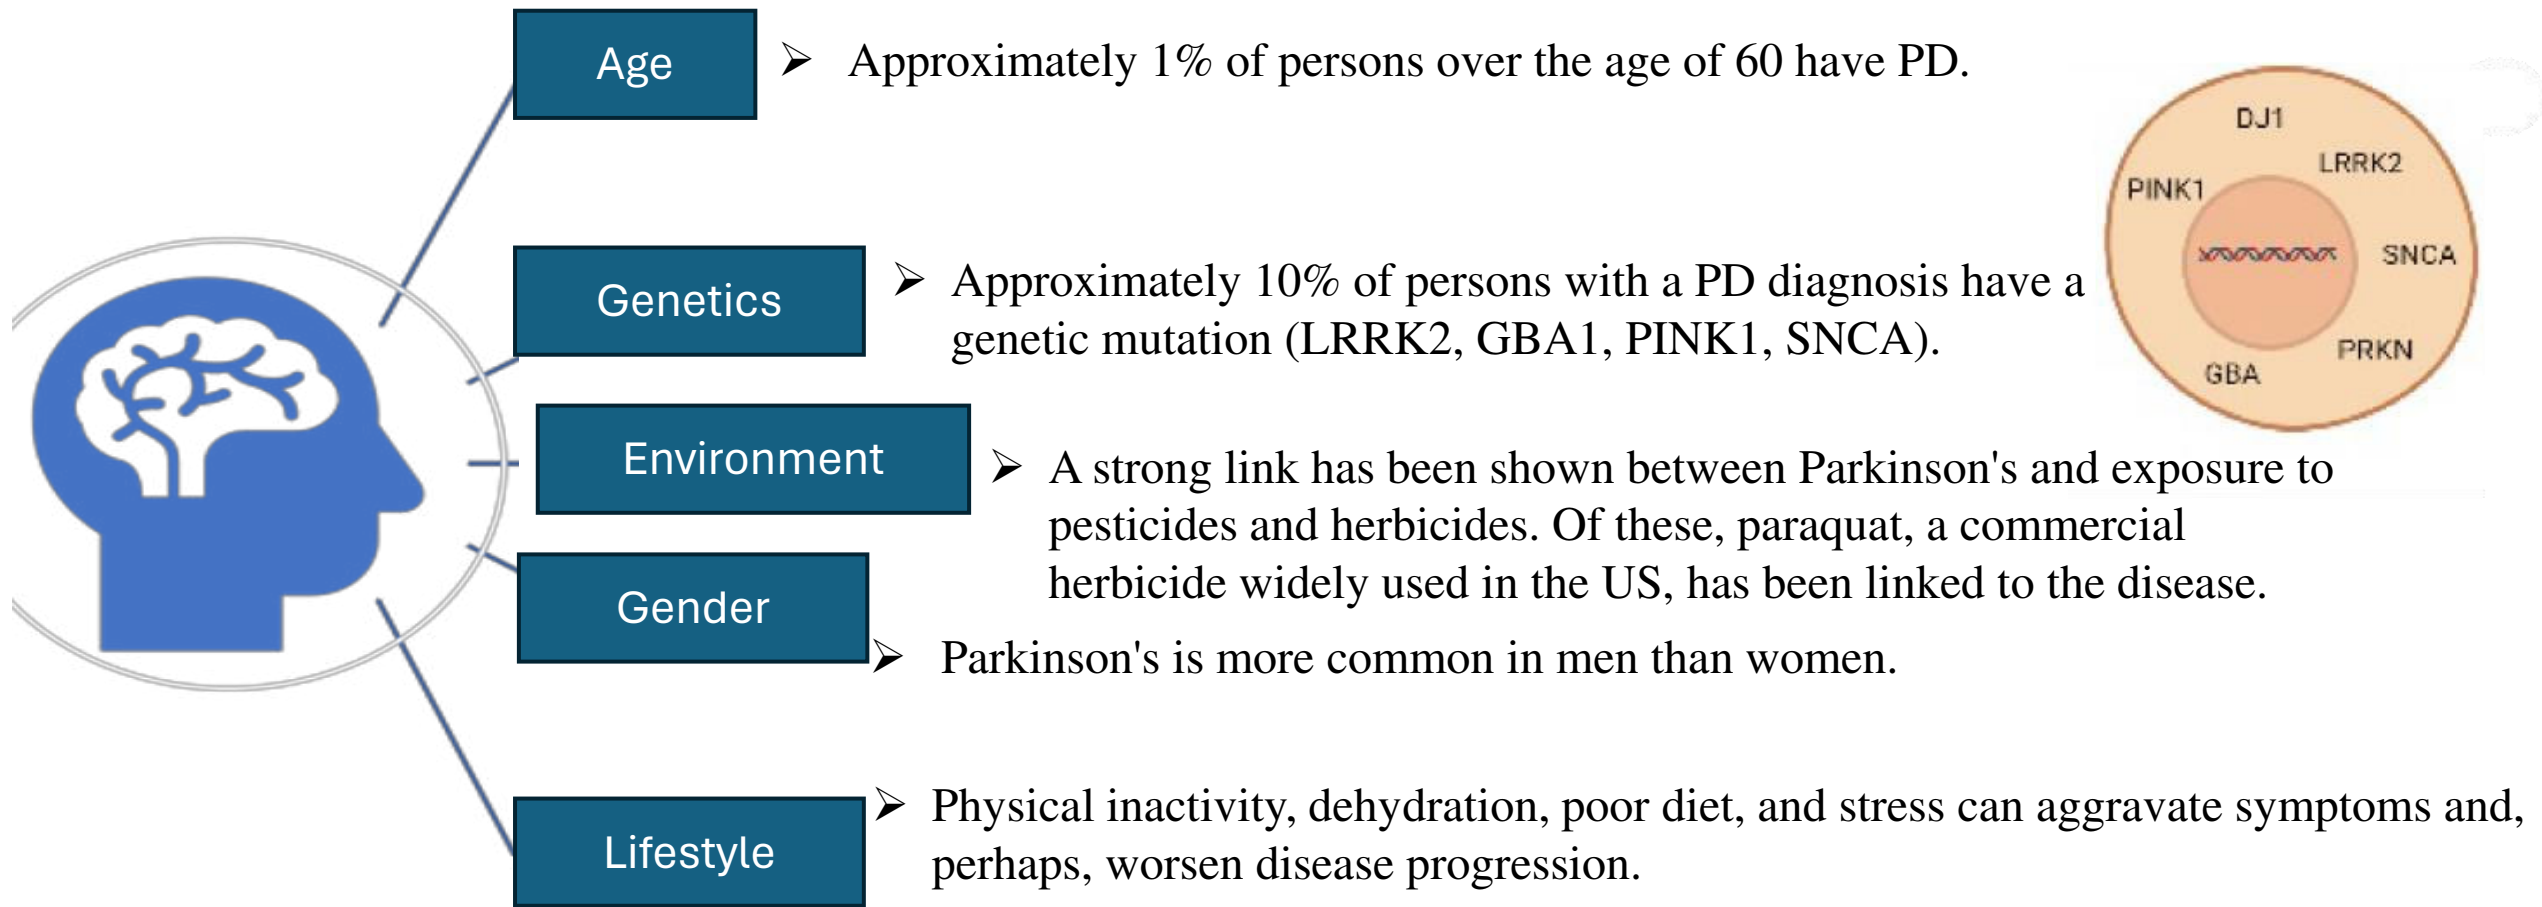 Age
➢ Approximately 1% of persons over the age of 60 have PD.
DJ1
LRRK2
PINK1
SNCA
PRKN
GBA
Genetics
➢ Approximately 10% of persons with a PD diagnosis have a
genetic mutation (LRRK2, GBA1, PINK1, SNCA).
Environment
➢ A strong link has been shown between Parkinson's and exposure to
pesticides and herbicides. Of these, paraquat, a commercial
herbicide widely used in the US, has been linked to the disease.
Gender
➢ Parkinson's is more common in men than women.
Lifestyle
➢ Physical inactivity, dehydration, poor diet, and stress can aggravate symptoms and,
perhaps, worsen disease progression.